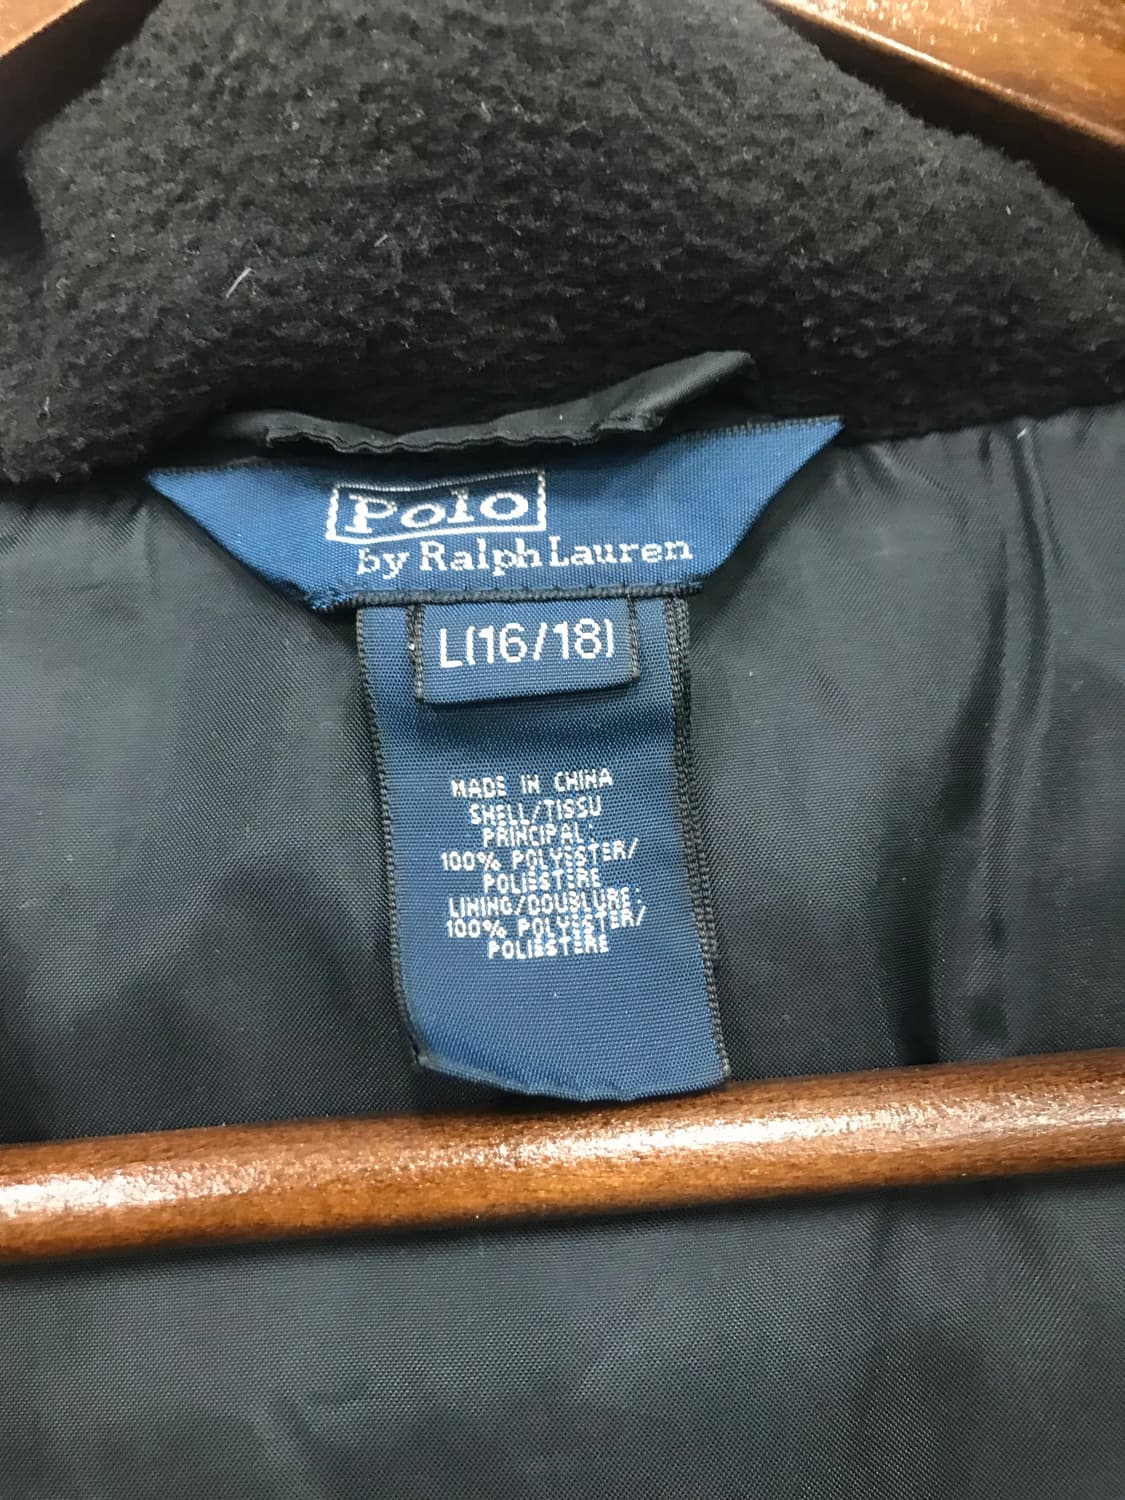 Polo
by Ralph Lauren
L(16/18)
MADE IN CHINA
SHELL/TISSU
PRINCIPAL:
100% POLYESTER/
POLIESTERE
LINING/DOUBLURE:
100% POLYESTER/
POLIESTERE